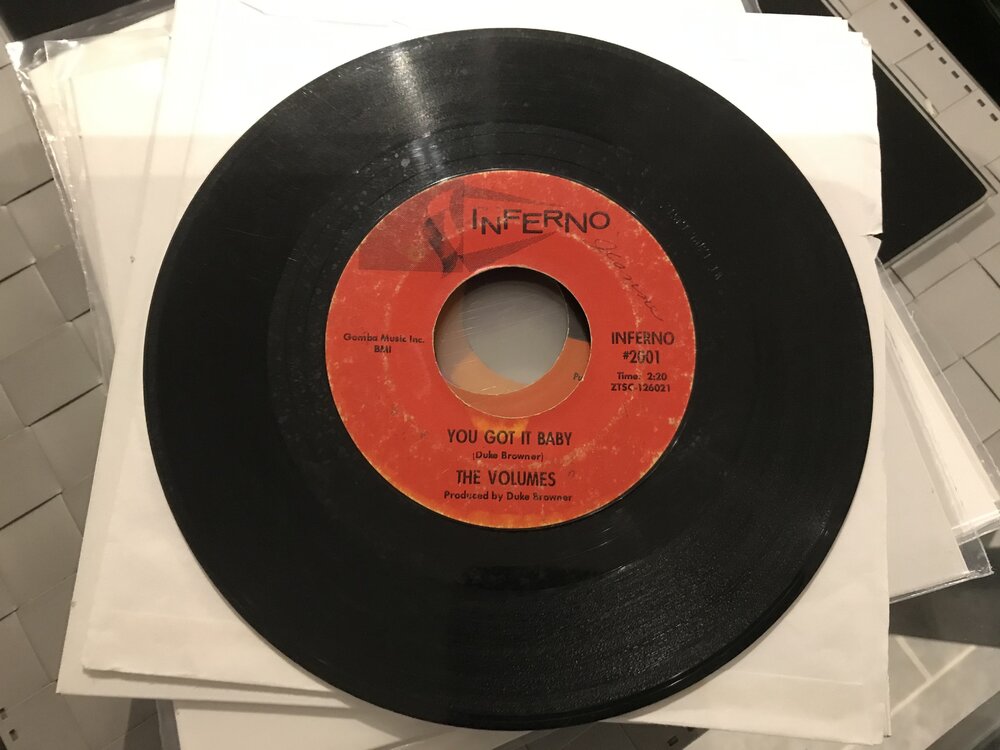 INFERNO
Gomba Music Inc.
BMI
INFERNO
#2001
Time: 2:20
ZTSC-126021
YOU GOT IT BABY
(Duke Browner)
THE VOLUMES
Produced by Duke Browner